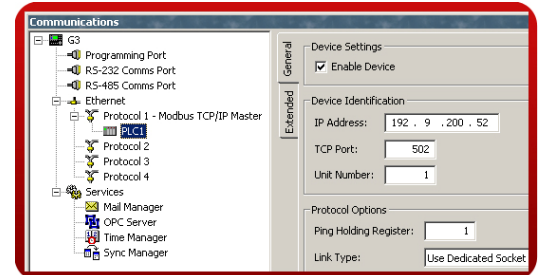 Communications
G3
Programming Port
RS-232 Comms Port
RS-485 Comms Port
Ethernet
Protocol 1 - Modbus TCP/IP Master
PLC1
Protocol 2
Protocol 3
Protocol 4
Services
Mail Manager
OPC Server
Time Manager
Sync Manager
General
Extended
Device Settings
Enable Device
Device Identification
IP Address: 192 . 9 .200 . 52
TCP Port: 502
Unit Number: 1
Protocol Options
Ping Holding Register: 1
Link Type: Use Dedicated Socket